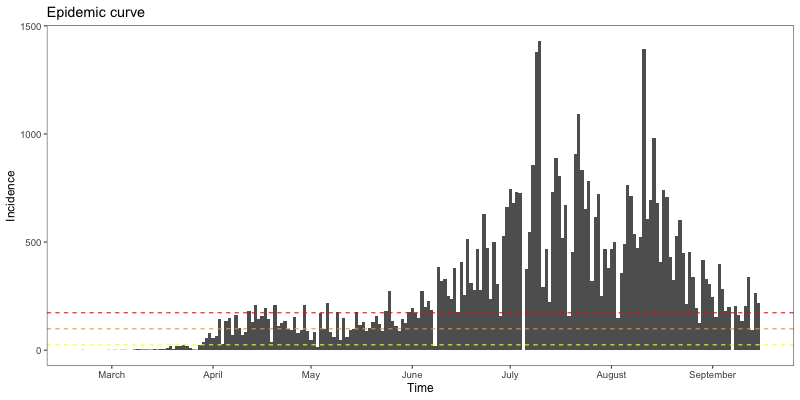 Epidemic curve
1500
1000
500
0
Incidence
March April May June July August September
Time